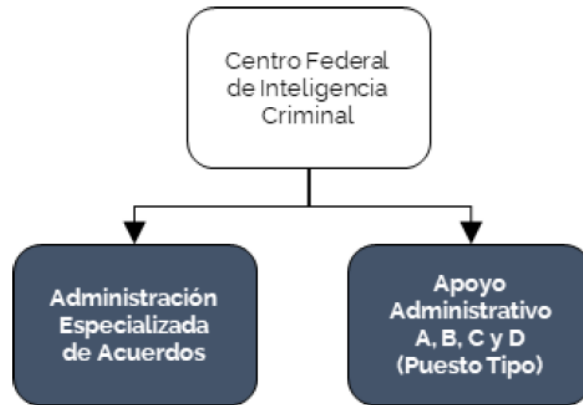 Centro Federal
de Inteligencia
Criminal
Administración
Especializada
de Acuerdos
Apoyo
Administrativo
A, B, C y D
(Puesto Tipo)